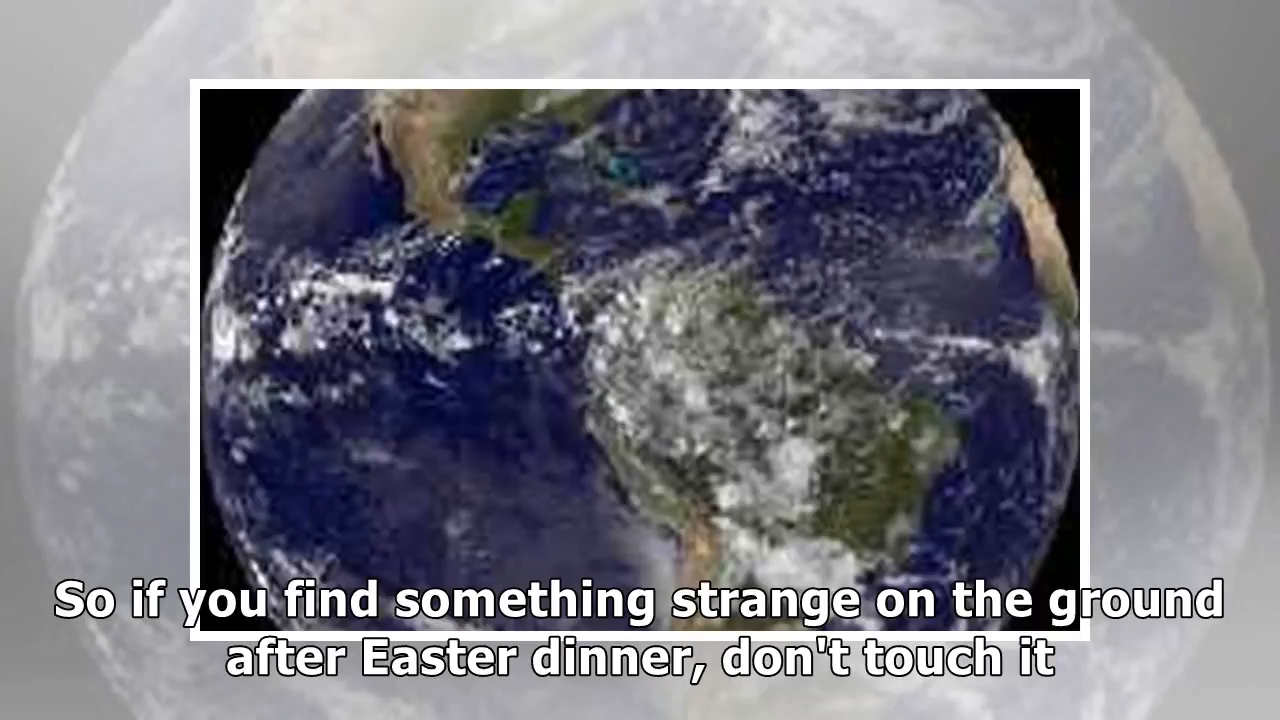 So if you find something strange on the ground
after Easter dinner, don't touch it